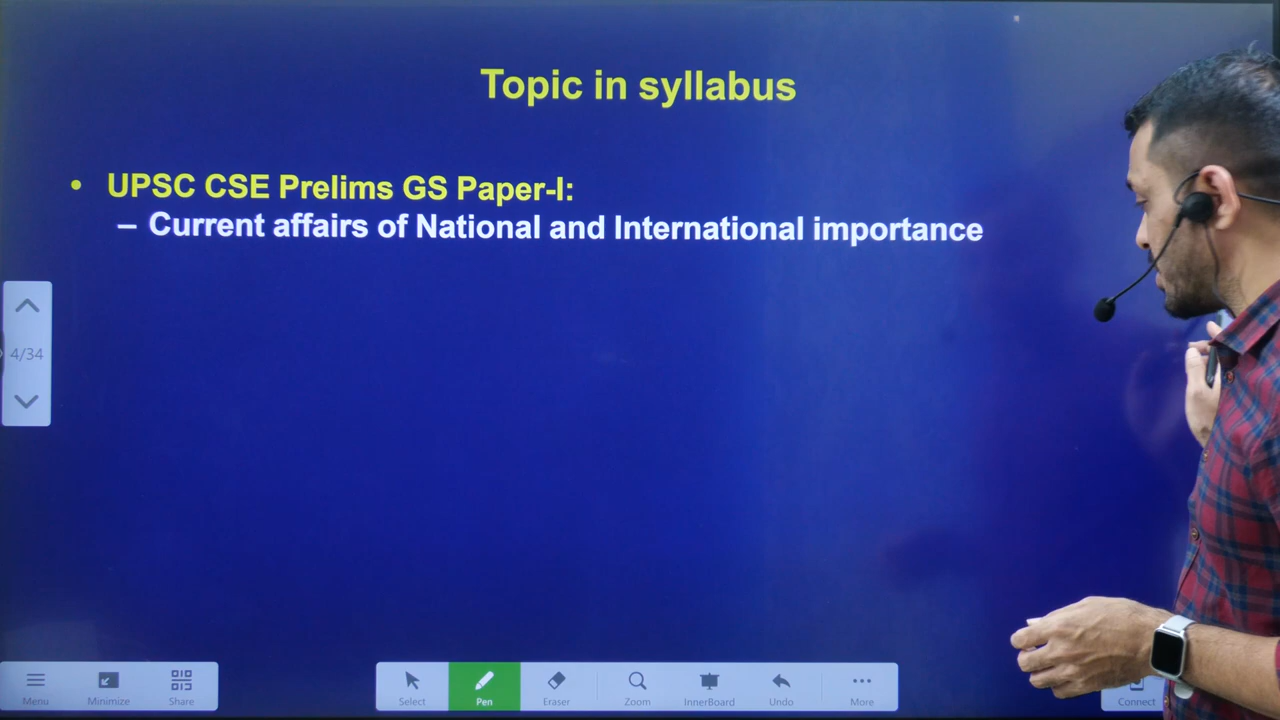 Topic in syllabus
• UPSC CSE Prelims GS Paper-I:
– Current affairs of National and International importance
4/34
Menu
Minimize
Share
Select
Pen
Eraser
Zoom
InnerBoard
Undo
More
Connect